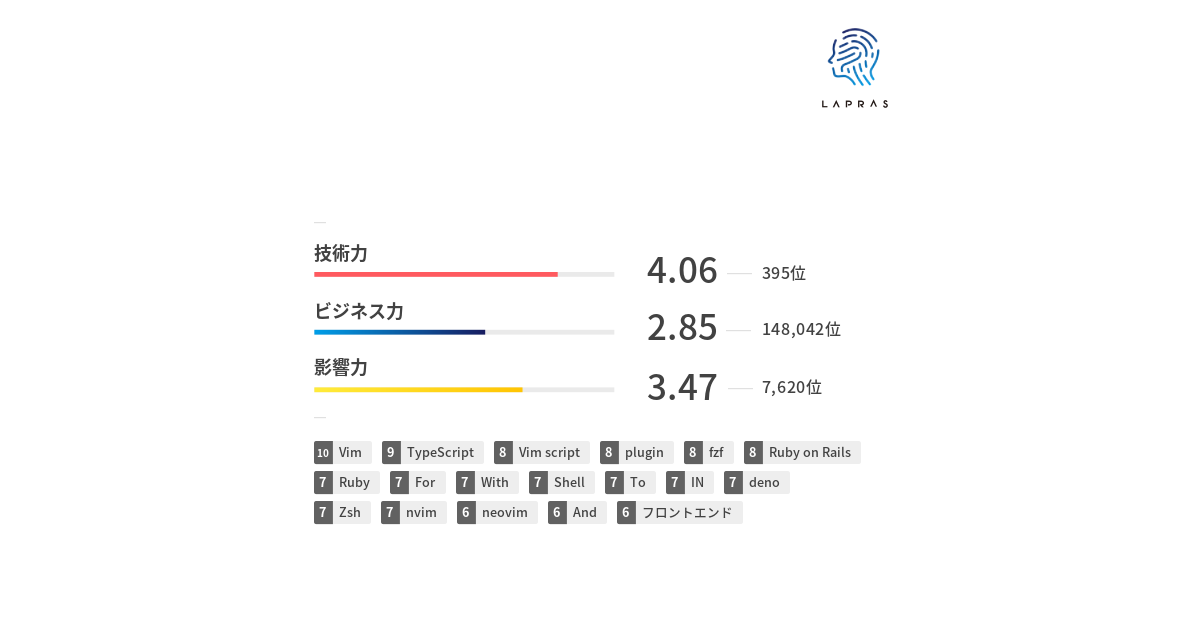 LAPRAS
技術力
4.06 395位
ビジネス力
2.85 148,042位
影響力
3.47 7,620位
10 Vim 9 TypeScript 8 Vim script 8 plugin 8 fzf 8 Ruby on Rails
7 Ruby 7 For 7 With 7 Shell 7 To 7 IN 7 deno
7 Zsh 7 nvim 6 neovim 6 And 6 フロントエンド